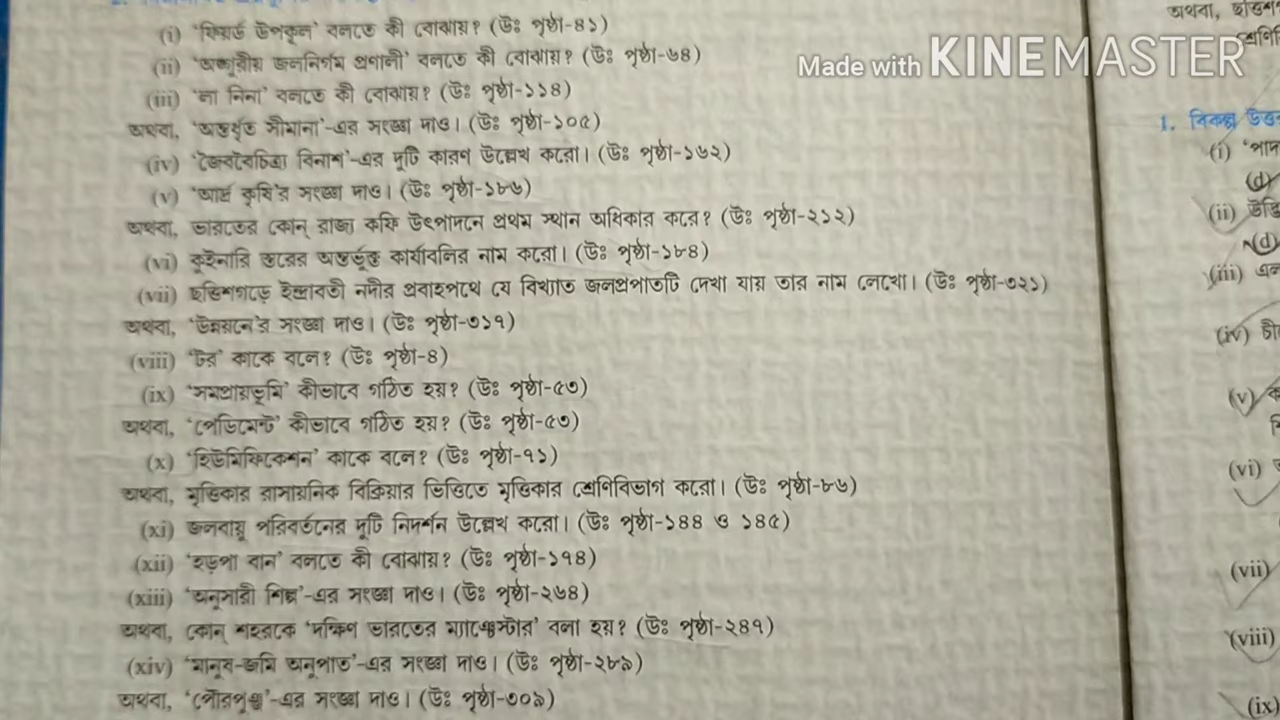 (i) 'ফিয়র্ড উপকূল' বলতে কী বোঝায়? (উঃ পৃষ্ঠা-৪১)
(ii) 'অঙ্গুরীয় জলনির্গম প্রণালী' বলতে কী বোঝায়? (উঃ পৃষ্ঠা-৬৪)
(iii) 'লা নিনা' বলতে কী বোঝায়? (উঃ পৃষ্ঠা-১১৪)
অথবা, 'অন্তর্ধৃত সীমানা'-এর সংজ্ঞা দাও। (উঃ পৃষ্ঠা-১০৫)
(iv) 'জৈববৈচিত্র্য বিনাশ'-এর দুটি কারণ উল্লেখ করো। (উঃ পৃষ্ঠা-১৬২)
(v) 'আর্দ্র কৃষি'র সংজ্ঞা দাও। (উঃ পৃষ্ঠা-১৮৬)
অথবা, ভারতের কোন্ রাজ্য কফি উৎপাদনে প্রথম স্থান অধিকার করে? (উঃ পৃষ্ঠা-২১২)
(vi) কুইনারি স্তরের অন্তর্ভুক্ত কার্যাবলির নাম করো। (উঃ পৃষ্ঠা-১৮৪)
(vii) ছত্তিশগড়ে ইন্দ্রাবতী নদীর প্রবাহপথে যে বিখ্যাত জলপ্রপাতটি দেখা যায় তার নাম লেখো। (উঃ পৃষ্ঠা-৩২১)
অথবা, 'উন্নয়নে'র সংজ্ঞা দাও। (উঃ পৃষ্ঠা-৩১৭)
(viii) 'টর' কাকে বলে? (উঃ পৃষ্ঠা-৪)
(ix) 'সমপ্রায়ভূমি' কীভাবে গঠিত হয়? (উঃ পৃষ্ঠা-৫৩)
অথবা, 'পেডিমেন্ট' কীভাবে গঠিত হয়? (উঃ পৃষ্ঠা-৫৩)
(x) 'হিউমিফিকেশন' কাকে বলে? (উঃ পৃষ্ঠা-৭১)
অথবা, মৃত্তিকার রাসায়নিক বিক্রিয়ার ভিত্তিতে মৃত্তিকার শ্রেণিবিভাগ করো। (উঃ পৃষ্ঠা-৮৬)
(xi) জলবায়ু পরিবর্তনের দুটি নিদর্শন উল্লেখ করো। (উঃ পৃষ্ঠা-১৪৪ ও ১৪৫)
(xii) 'হড়পা বান' বলতে কী বোঝায়? (উঃ পৃষ্ঠা-১৭৪)
(xiii) 'অনুসারী শিল্প'-এর সংজ্ঞা দাও। (উঃ পৃষ্ঠা-২৬৪)
অথবা, কোন্ শহরকে 'দক্ষিণ ভারতের ম্যাঞ্চেস্টার' বলা হয়? (উঃ পৃষ্ঠা-২৪৭)
(xiv) 'মানুষ-জমি অনুপাত'-এর সংজ্ঞা দাও। (উঃ পৃষ্ঠা-২৮৯)
অথবা, 'পৌরপুঞ্জ'-এর সংজ্ঞা দাও। (উঃ পৃষ্ঠা-৩০৯)
অথবা,
Made with KINEMASTER
1. বিকল্প
(i)
(d)
(ii)
(d)
(iii)
(iv)
(v)
(vi)
(vii)
(viii)
(ix)